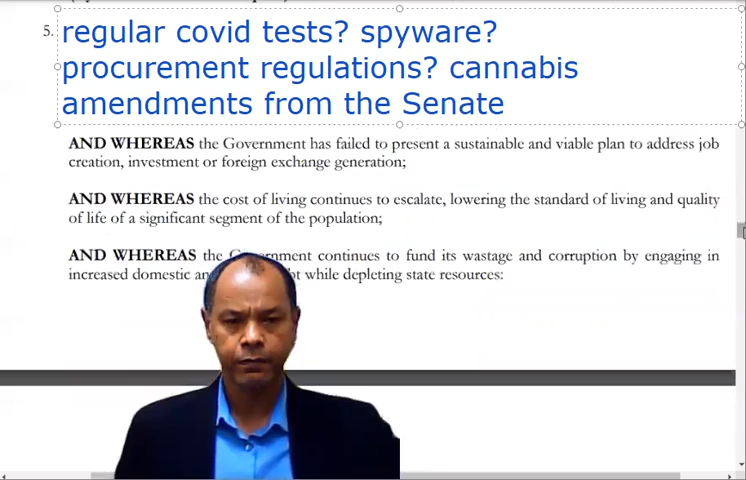 5. regular covid tests? spyware?
procurement regulations? cannabis
amendments from the Senate
AND WHEREAS the Government has failed to present a sustainable and viable plan to address job
creation, investment or foreign exchange generation;
AND WHEREAS the cost of living continues to escalate, lowering the standard of living and quality
of life of a significant segment of the population;
AND WHEREAS the Government continues to fund its wastage and corruption by engaging in
increased domestic while depleting state resources: